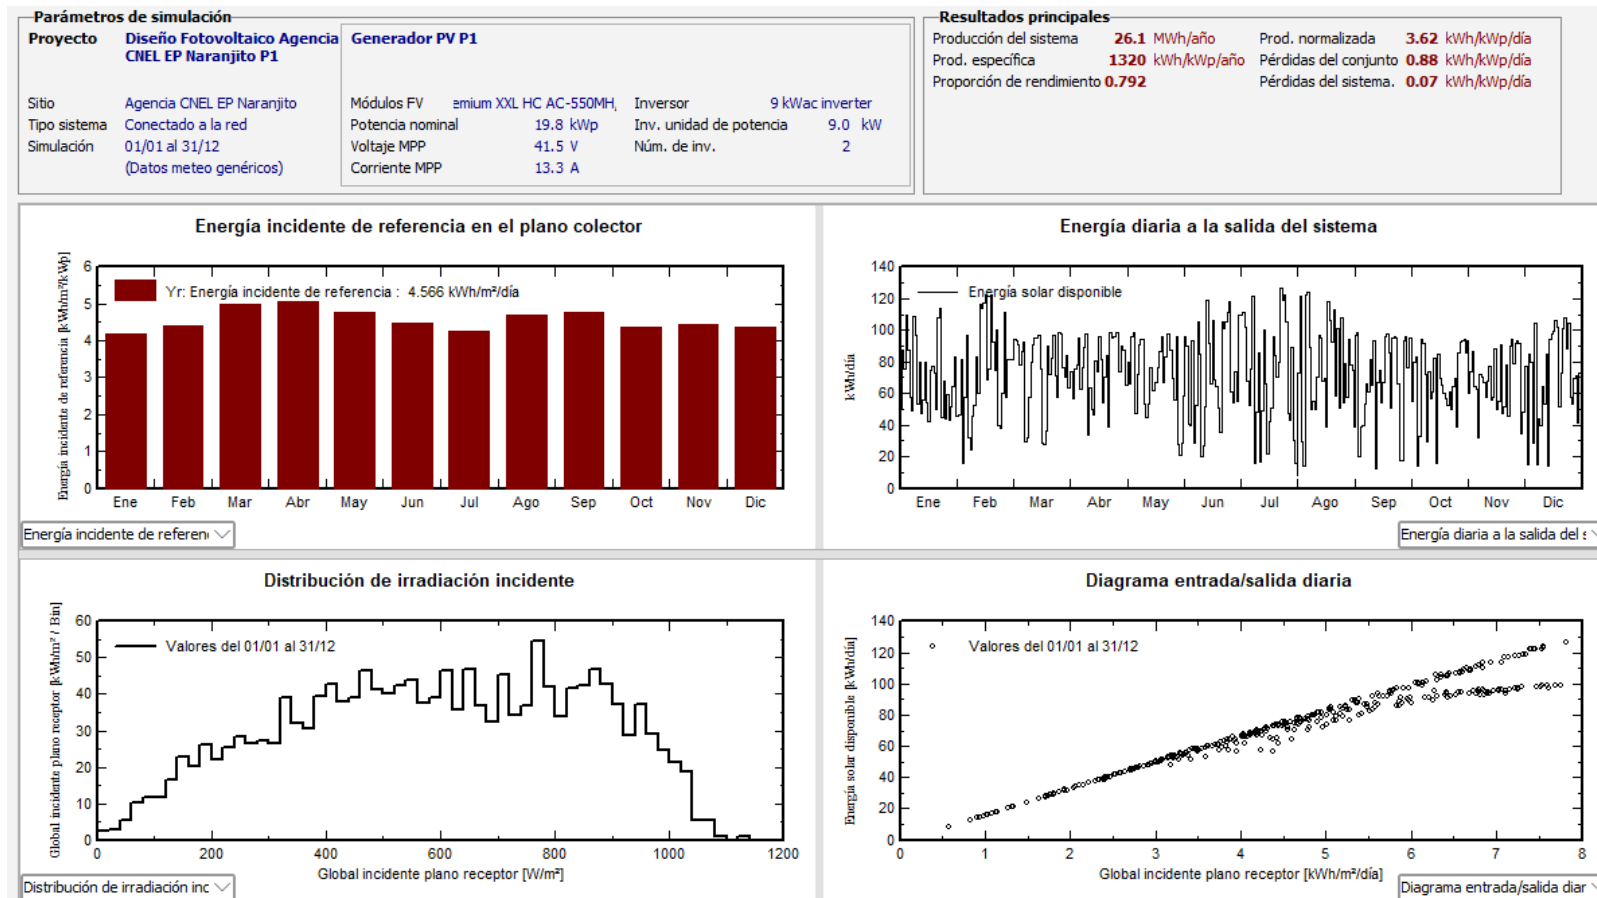 Parámetros de simulación
Proyecto
Diseño Fotovoltaico Agencia
CNEL EP Naranjito P1
Sitio Agencia CNEL EP Naranjito
Tipo sistema Conectado a la red
Simulación 01/01 al 31/12
(Datos meteo genéricos)
Generador PV P1
Módulos FV emium XXL HC AC-550MH, Inversor 9 kWac inverter
Potencia nominal 19.8 kWp Inv. unidad de potencia 9.0 kW
Voltaje MPP 41.5 V Núm. de inv. 2
Corriente MPP 13.3 A
Resultados principales
Producción del sistema 26.1 MWh/año Prod. normalizada 3.62 kWh/kWp/día
Prod. específica 1320 kWh/kWp/año Pérdidas del conjunto 0.88 kWh/kWp/día
Proporción de rendimiento 0.792 Pérdidas del sistema. 0.07 kWh/kWp/día
Energía incidente de referencia en el plano colector
Energía incidente de referencia [kWh/m²/kWp]
Yr: Energía incidente de referencia : 4.566 kWh/m²/día
6
5
4
3
2
1
0
Ene Feb Mar Abr May Jun Jul Ago Sep Oct Nov Dic
Energía incidente de referen
Energía diaria a la salida del sistema
kWh/día
Energía solar disponible
140
120
100
80
60
40
20
0
Ene Feb Mar Abr May Jun Jul Ago Sep Oct Nov Dic
Energía diaria a la salida del s
Distribución de irradiación incidente
Global incidente plano receptor [kWh/m² / Bin]
Valores del 01/01 al 31/12
60
50
40
30
20
10
0
0 200 400 600 800 1000 1200
Global incidente plano receptor [W/m²]
Distribución de irradiación inc
Diagrama entrada/salida diaria
Energía solar disponible [kWh/día]
Valores del 01/01 al 31/12
140
120
100
80
60
40
20
0
0 1 2 3 4 5 6 7 8
Global incidente plano receptor [kWh/m²/día]
Diagrama entrada/salida diar